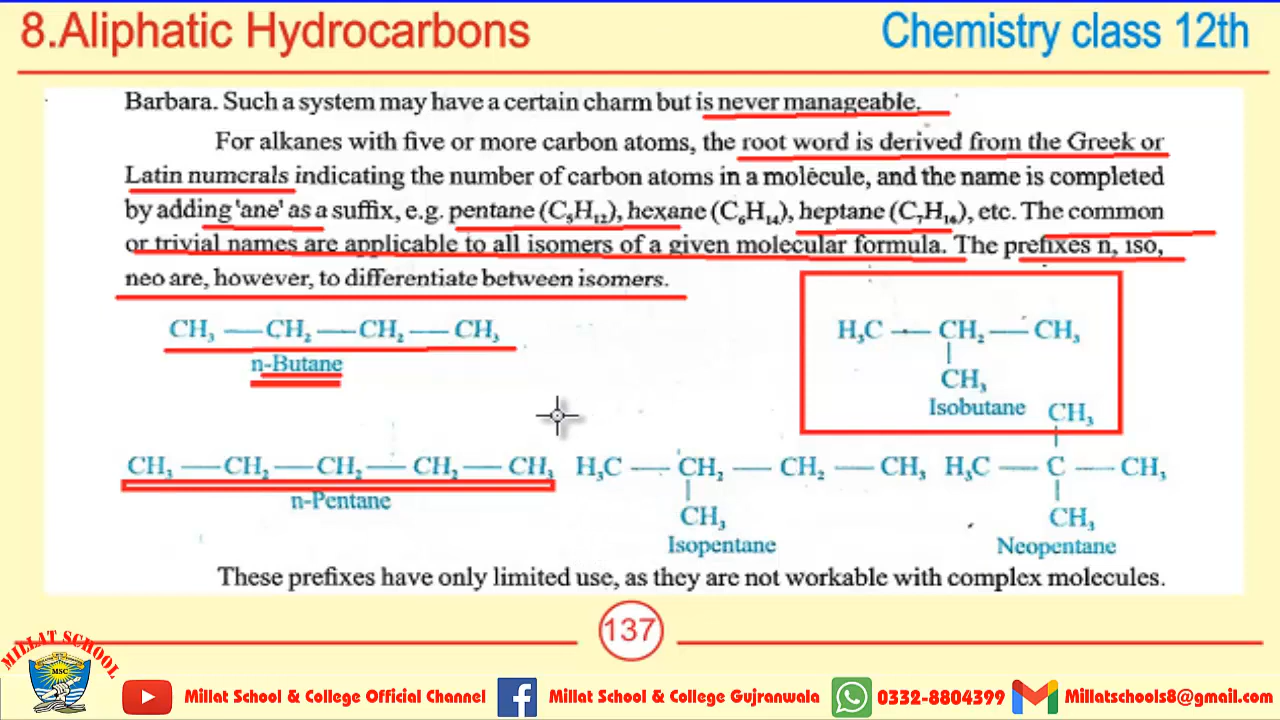 8.Aliphatic Hydrocarbons
Chemistry class 12th
Barbara. Such a system may have a certain charm but is never manageable.
For alkanes with five or more carbon atoms, the root word is derived from the Greek or
Latin numerals indicating the number of carbon atoms in a molecule, and the name is completed
by adding 'ane' as a suffix, e.g. pentane (C₅H₁₂), hexane (C₆H₁₄), heptane (C₇H₁₆), etc. The common
or trivial names are applicable to all isomers of a given molecular formula. The prefixes n, iso,
neo are, however, to differentiate between isomers.
CH₃ — CH₂ — CH₂ — CH₃
n-Butane
H₃C — CH₂ — CH₃
|
CH₃
Isobutane
CH₃ — CH₂ — CH₂ — CH₂ — CH₃
n-Pentane
H₃C — CH₂ — CH₂ — CH₃
|
CH₃
Isopentane
CH₃
|
H₃C — C — CH₃
|
CH₃
Neopentane
These prefixes have only limited use, as they are not workable with complex molecules.
137
MILLAT SCHOOL
MSC
Millat School & College Official Channel
Millat School & College Gujranwala
0332-8804399
Millatschools8@gmail.com